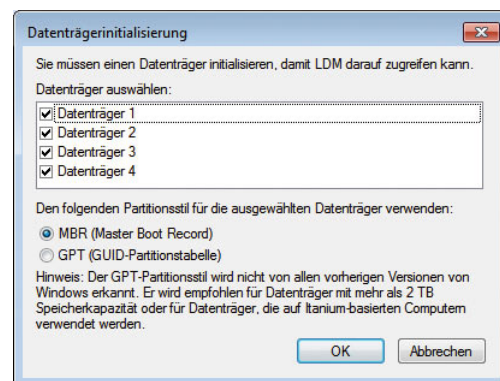 Datenträgerinitialisierung
Sie müssen einen Datenträger initialisieren, damit LDM darauf zugreifen kann.
Datenträger auswählen:
Datenträger 1
Datenträger 2
Datenträger 3
Datenträger 4
Den folgenden Partitionsstil für die ausgewählten Datenträger verwenden:
MBR (Master Boot Record)
GPT (GUID-Partitionstabelle)
Hinweis: Der GPT-Partitionsstil wird nicht von allen vorherigen Versionen von
Windows erkannt. Er wird empfohlen für Datenträger mit mehr als 2 TB
Speicherkapazität oder für Datenträger, die auf Itanium-basierten Computern
verwendet werden.
OK Abbrechen